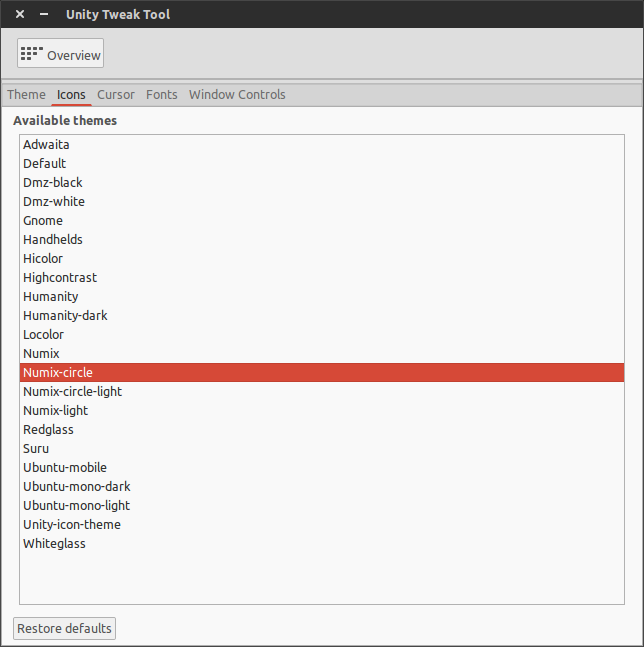 Unity Tweak Tool
Overview
Theme Icons Cursor Fonts Window Controls
Available themes
Adwaita
Default
Dmz-black
Dmz-white
Gnome
Handhelds
Hicolor
Highcontrast
Humanity
Humanity-dark
Locolor
Numix
Numix-circle
Numix-circle-light
Numix-light
Redglass
Suru
Ubuntu-mobile
Ubuntu-mono-dark
Ubuntu-mono-light
Unity-icon-theme
Whiteglass
Restore defaults